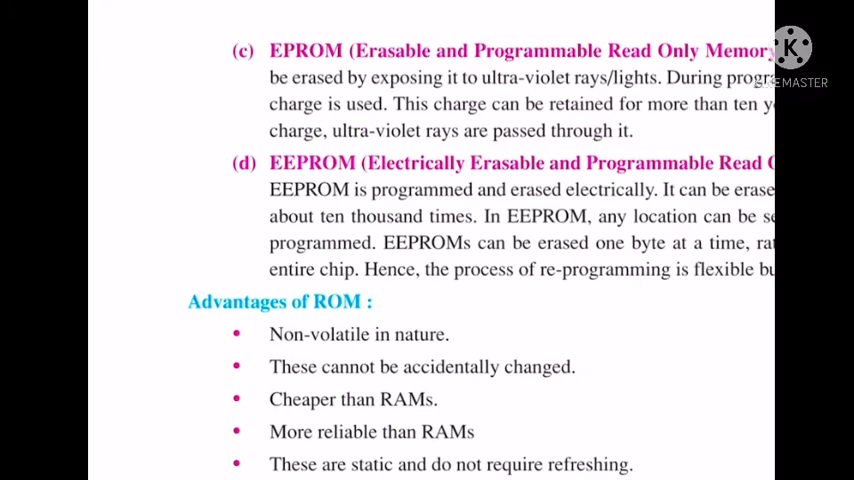 (c) EPROM (Erasable and Programmable Read Only Memory
be erased by exposing it to ultra-violet rays/lights. During
charge is used. This charge can be retained for more than ten
charge, ultra-violet rays are passed through it.
(d) EEPROM (Electrically Erasable and Programmable Read
EEPROM is programmed and erased electrically. It can be
about ten thousand times. In EEPROM, any location can be
programmed. EEPROMs can be erased one byte at a time,
entire chip. Hence, the process of re-programming is flexible
Advantages of ROM :
• Non-volatile in nature.
• These cannot be accidentally changed.
• Cheaper than RAMs.
• More reliable than RAMs
• These are static and do not require refreshing.